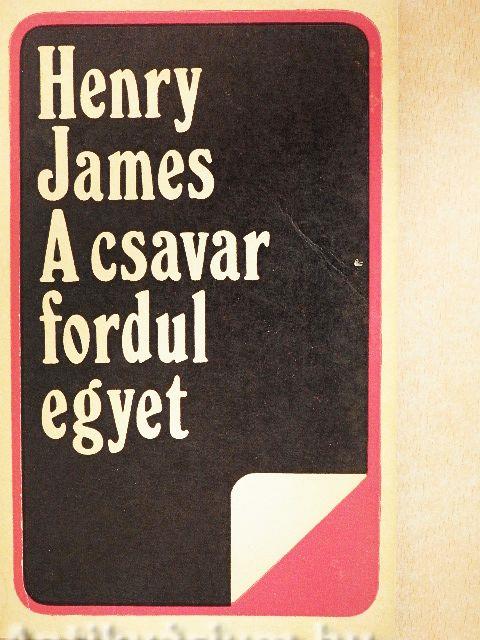 Henry
James
A csavar
fordul
egyet